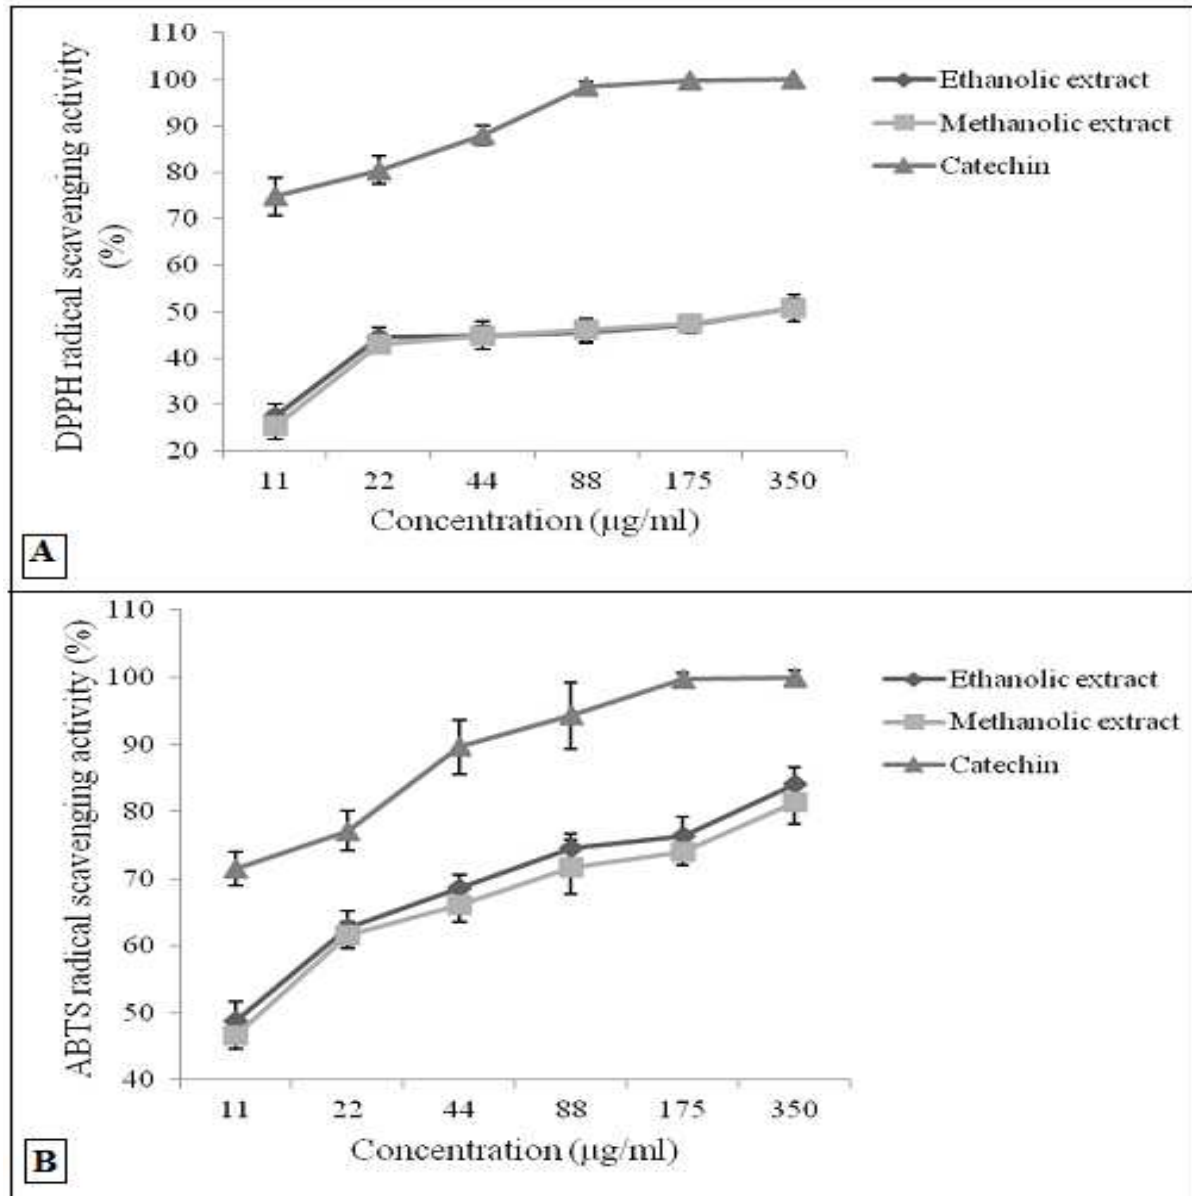 DPPH radical scavenging activity
(%)
110
100
90
80
70
60
50
40
30
20
11 22 44 88 175 350
Concentration (µg/ml)
Ethanolic extract
Methanolic extract
Catechin
A
ABTS radical scavenging activity (%)
110
100
90
80
70
60
50
40
11 22 44 88 175 350
Concentration (µg/ml)
Ethanolic extract
Methanolic extract
Catechin
B